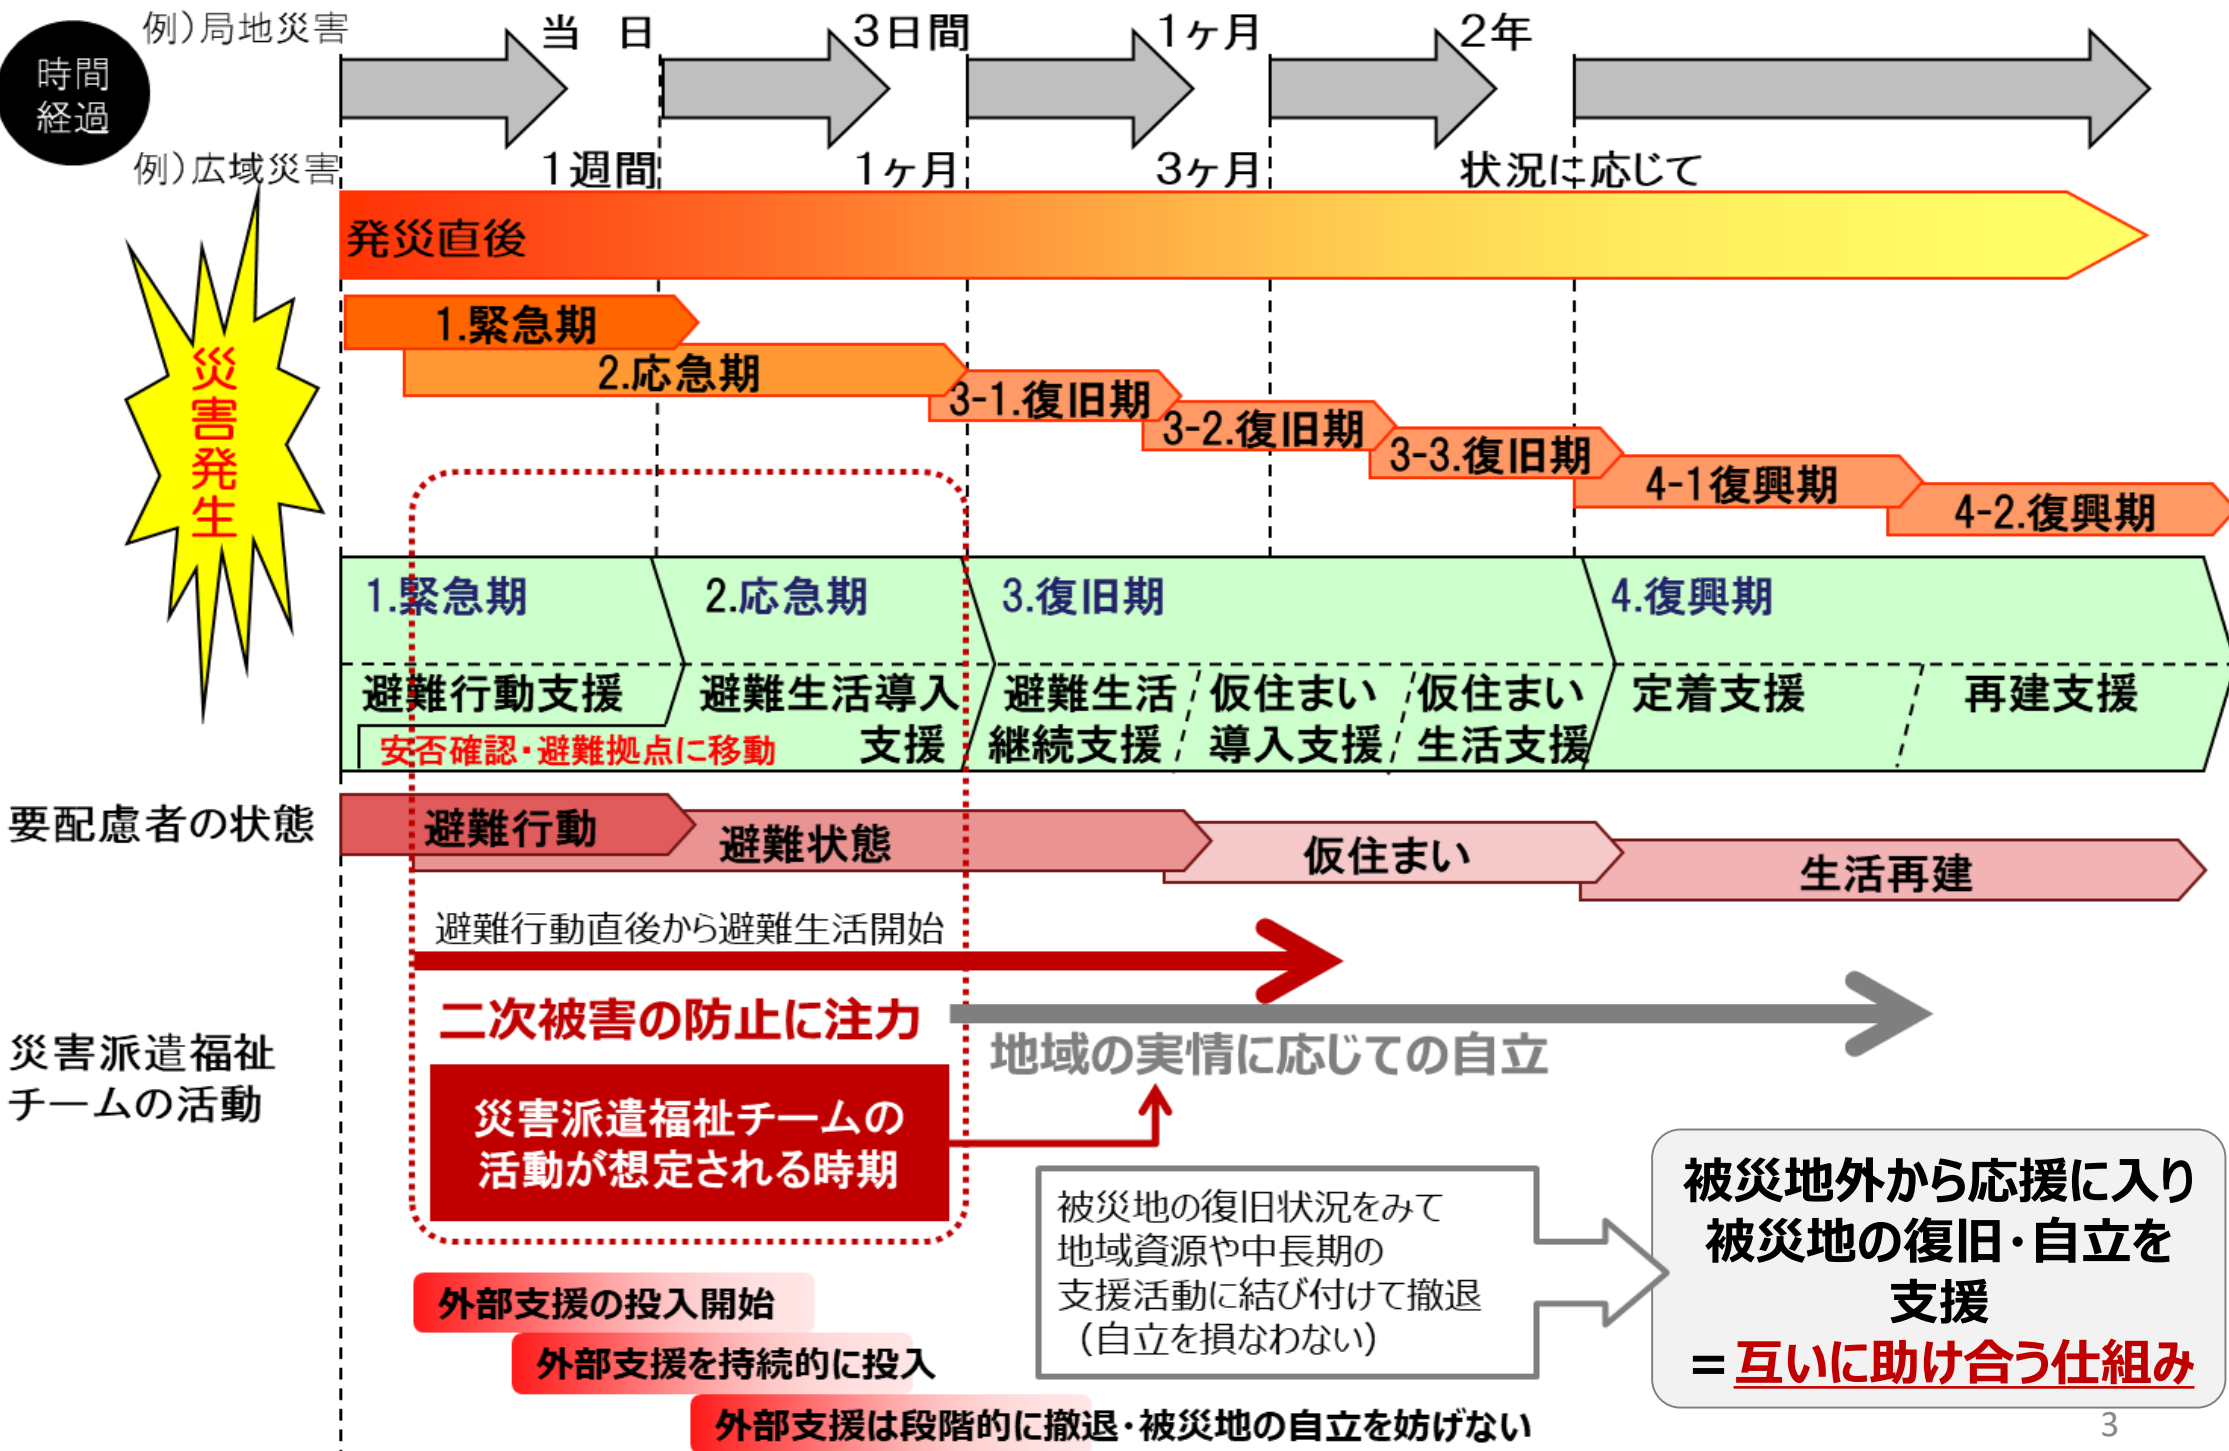 例）局地災害
当　日
3日間
1ヶ月
2年
時間
経過
例）広域災害
1週間
1ヶ月
3ヶ月
状況に応じて
発災直後
災害発生
1.緊急期
2.応急期
3-1.復旧期
3-2.復旧期
3-3.復旧期
4-1復興期
4-2.復興期
1.緊急期
2.応急期
3.復旧期
4.復興期
避難行動支援
安否確認・避難拠点に移動
避難生活導入
支援
避難生活
継続支援
仮住まい
導入支援
仮住まい
生活支援
定着支援
再建支援
要配慮者の状態
避難行動
避難状態
仮住まい
生活再建
避難行動直後から避難生活開始
二次被害の防止に注力
地域の実情に応じての自立
災害派遣福祉
チームの活動
災害派遣福祉チームの
活動が想定される時期
被災地の復旧状況をみて
地域資源や中長期の
支援活動に結び付けて撤退
（自立を損なわない）
被災地外から応援に入り
被災地の復旧・自立を
支援
＝互いに助け合う仕組み
外部支援の投入開始
外部支援を持続的に投入
外部支援は段階的に撤退・被災地の自立を妨げない
3